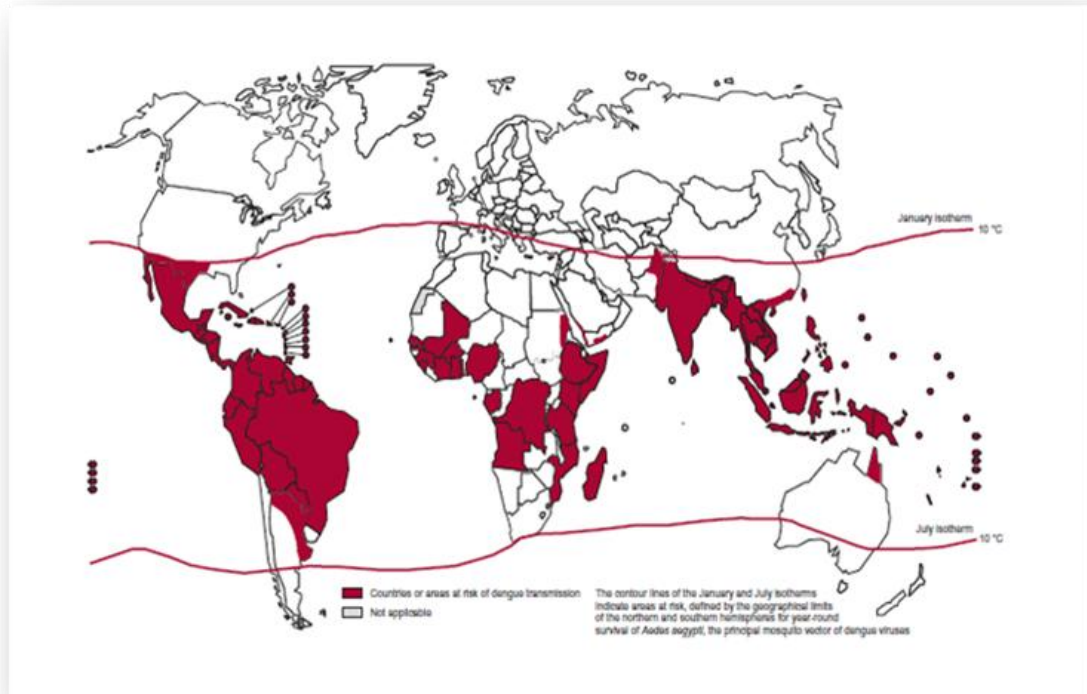 January isotherm
10 °C
July isotherm
10 °C
Countries or areas at risk of dengue transmission
Not applicable
The contour lines of the January and July isotherms
indicate areas at risk, defined by the geographical limits
of the northern and southern hemispheres for year-round
survival of Aedes aegypti, the principal mosquito vector of dengue viruses